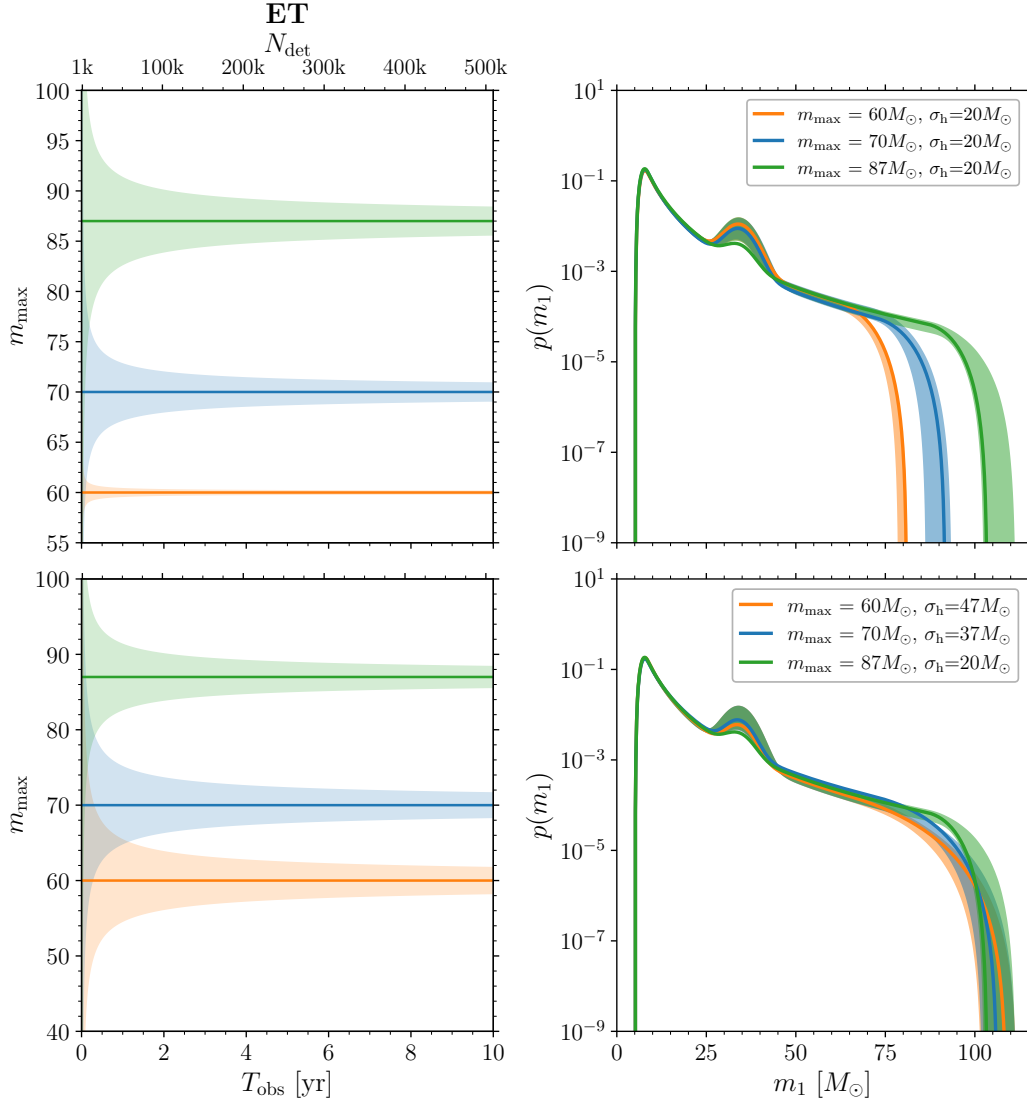 ET
N_det
1k 100k 200k 300k 400k 500k
100
95
90
85
80
75
70
65
60
55
m_max
10^1
10^−1
10^−3
10^−5
10^−7
10^−9
p(m_1)
m_max = 60M_⊙, σ_h=20M_⊙
m_max = 70M_⊙, σ_h=20M_⊙
m_max = 87M_⊙, σ_h=20M_⊙
100
90
80
70
60
50
40
m_max
0 2 4 6 8 10
T_obs [yr]
10^1
10^−1
10^−3
10^−5
10^−7
10^−9
p(m_1)
m_max = 60M_⊙, σ_h=47M_⊙
m_max = 70M_⊙, σ_h=37M_⊙
m_max = 87M_⊙, σ_h=20M_⊙
0 25 50 75 100
m_1 [M_⊙]